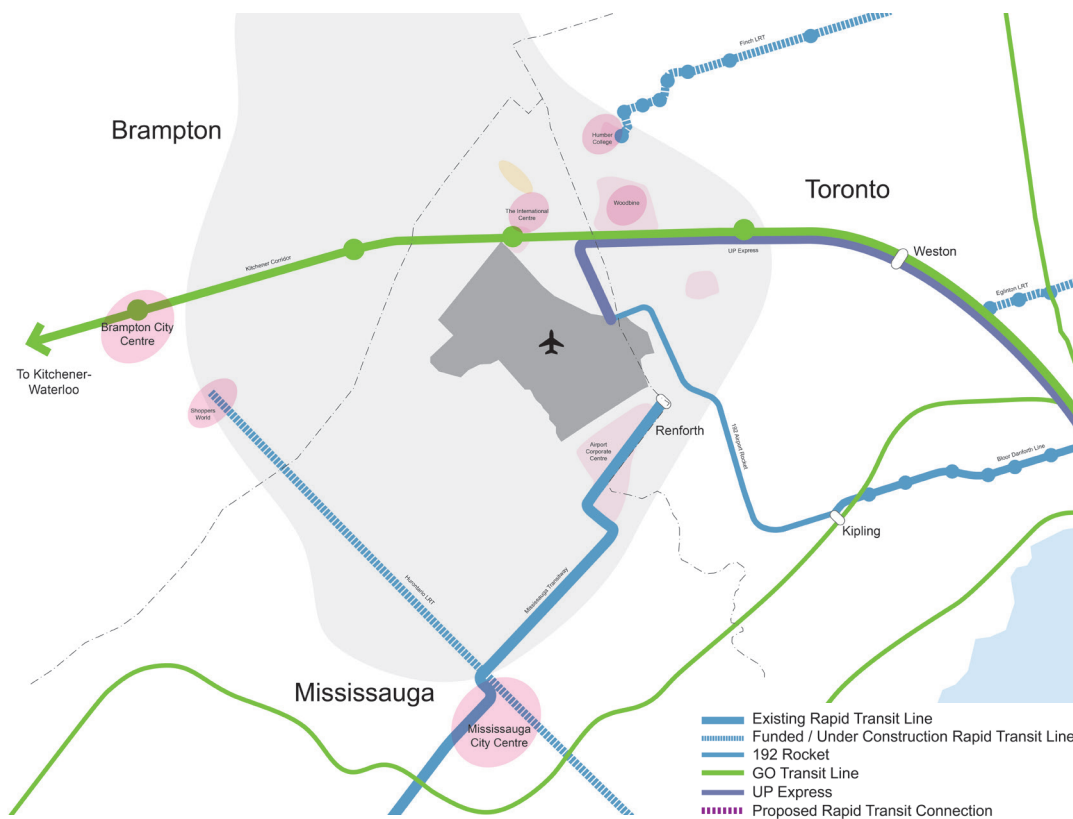 Finch LRT
Brampton
Humber
College
Toronto
Woodbine
The International
Centre
Weston
UP Express
Kitchener Corridor
Eglinton LRT
Brampton City
Centre
To Kitchener-
Waterloo
Shoppers
World
Renforth
Airport
Corporate
Centre
192 Airport Rocket
Bloor Danforth Line
Kipling
Hurontario LRT
Mississauga Transitway
Mississauga
Mississauga
City Centre
Existing Rapid Transit Line
Funded / Under Construction Rapid Transit Line
192 Rocket
GO Transit Line
UP Express
Proposed Rapid Transit Connection